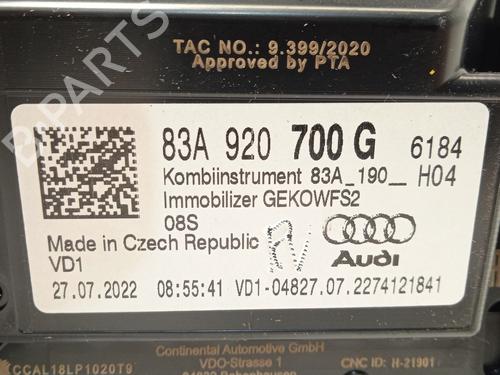 TAC NO.: 9.399/2020
Approved by PTA
B-PARTS
83A 920 700 G 6184
Kombiinstrument 83A_190__ H04
Immobilizer GEKOWFS2
08S
Made in Czech Republic
VD1
Audi
27.07.2022 08:55:41 VD1-04827.07.2274121841
Continental Automotive GmbH
VDO-Strasse 1
CCAL18LP1020T9
CNC ID: H-21901